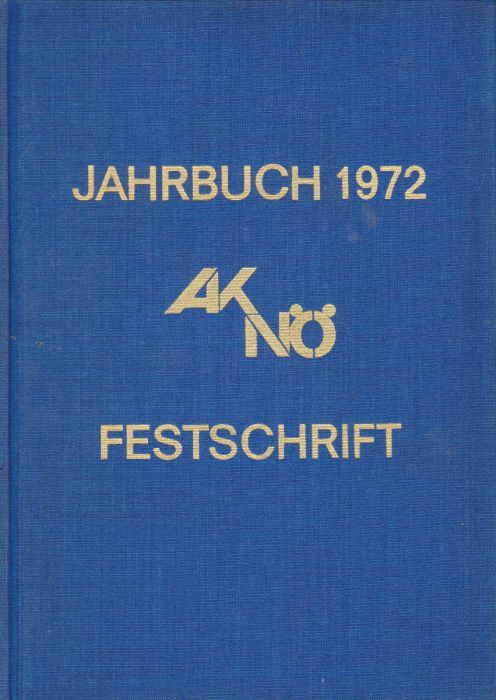 JAHRBUCH 1972
AK
NÖ
FESTSCHRIFT